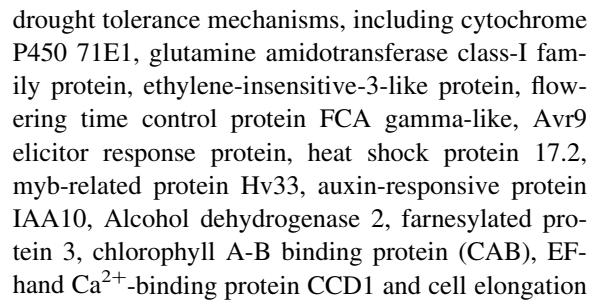 drought tolerance mechanisms, including cytochrome
P450 71E1, glutamine amidotransferase class-I fam-
ily protein, ethylene-insensitive-3-like protein, flow-
ering time control protein FCA gamma-like, Avr9
elicitor response protein, heat shock protein 17.2,
myb-related protein Hv33, auxin-responsive protein
IAA10, Alcohol dehydrogenase 2, farnesylated pro-
tein 3, chlorophyll A-B binding protein (CAB), EF-
hand Ca²⁺-binding protein CCD1 and cell elongation